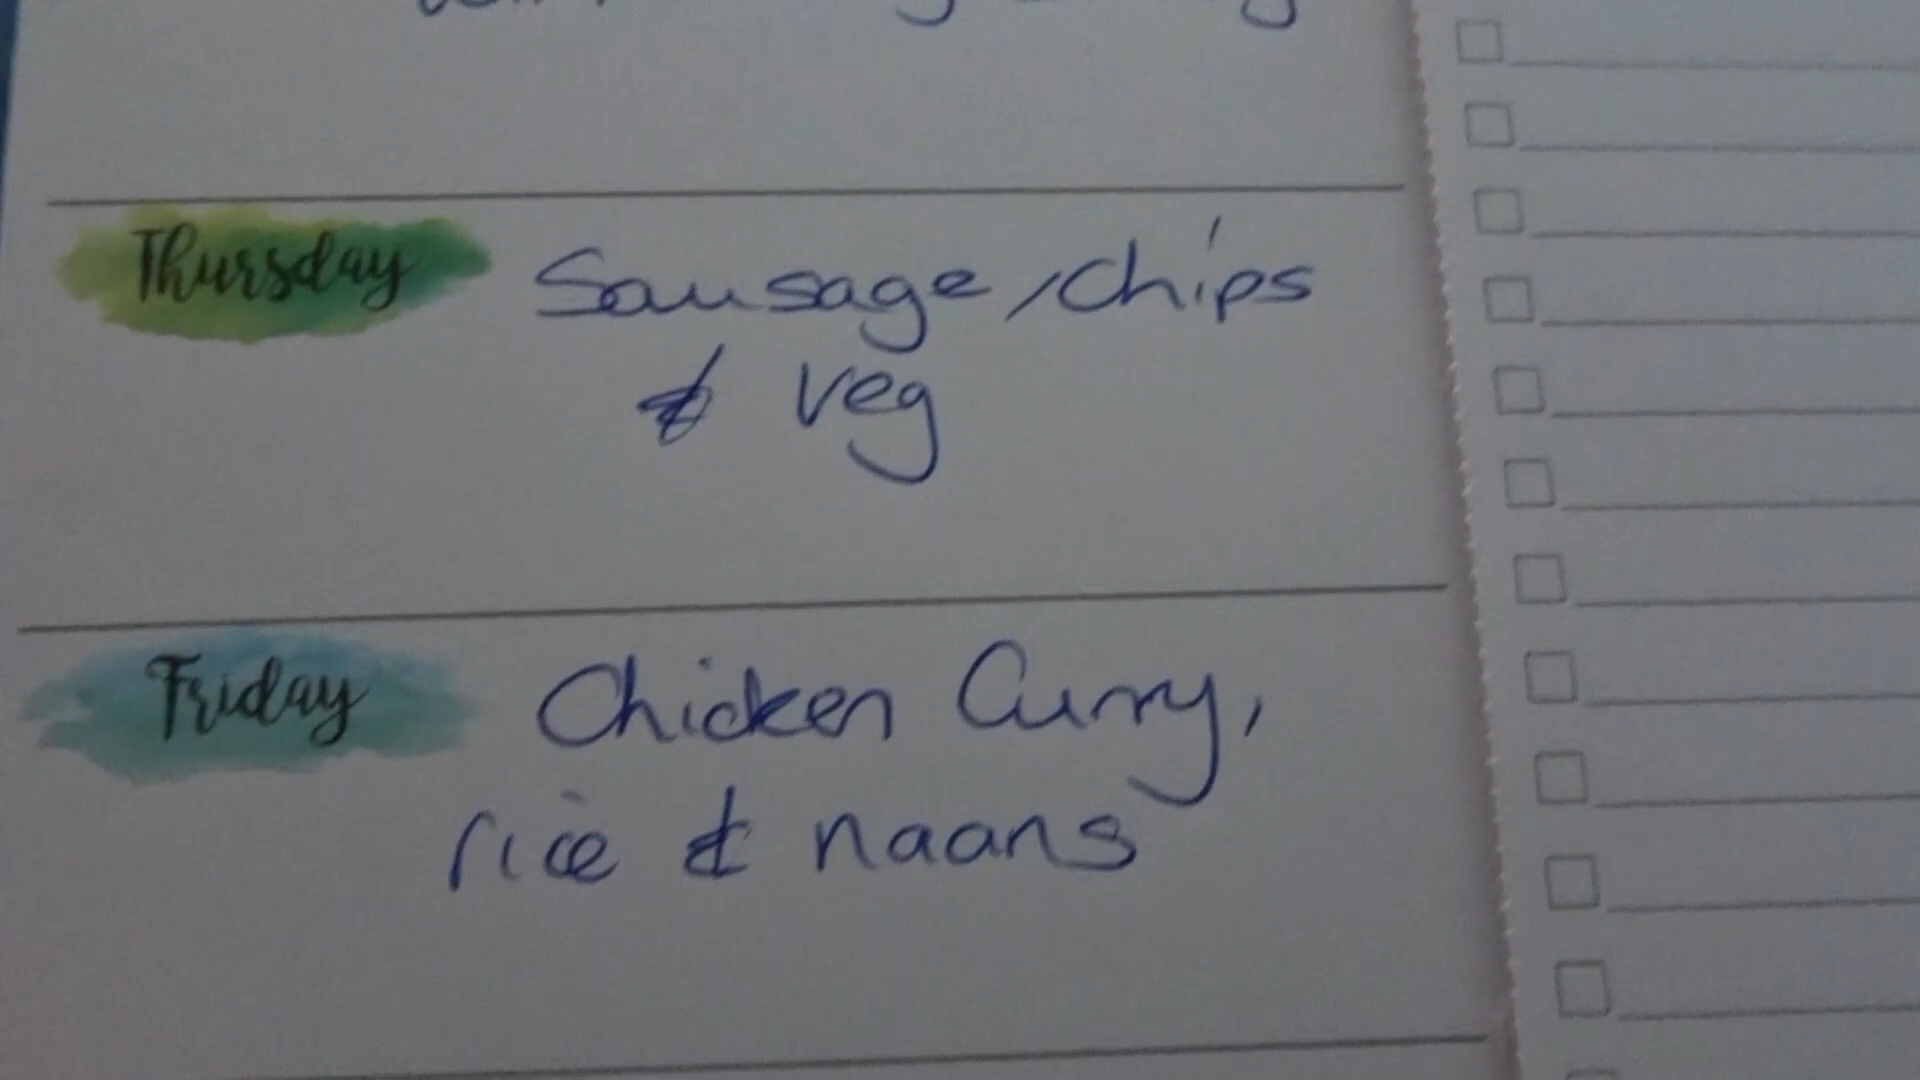 Thursday Sausage, chips
& veg
Friday Chicken Curry,
rice & naans